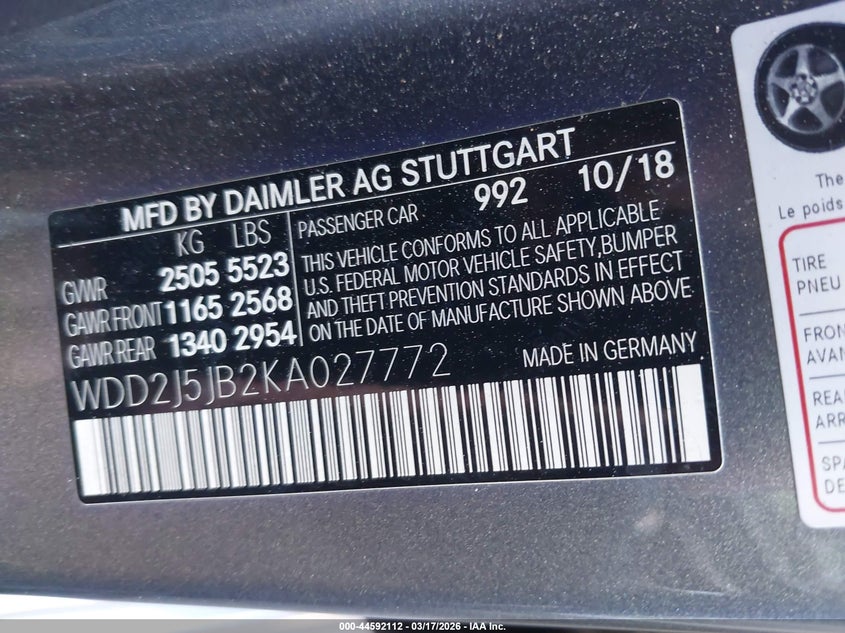 MFD BY DAIMLER AG STUTTGART
KG LBS
GVWR 2505 5523
GAWR FRONT 1165 2568
GAWR REAR 1340 2954
PASSENGER CAR 992 10/18
THIS VEHICLE CONFORMS TO ALL APPLICABLE
U.S. FEDERAL MOTOR VEHICLE SAFETY, BUMPER
AND THEFT PREVENTION STANDARDS IN EFFECT
ON THE DATE OF MANUFACTURE SHOWN ABOVE
WDD2J5JB2KA027772 MADE IN GERMANY
The
Le poids
TIRE
PNEU
FRON
AVAN
REA
ARR
SPA
DE
000-44592112 - 03/17/2026 - IAA Inc.